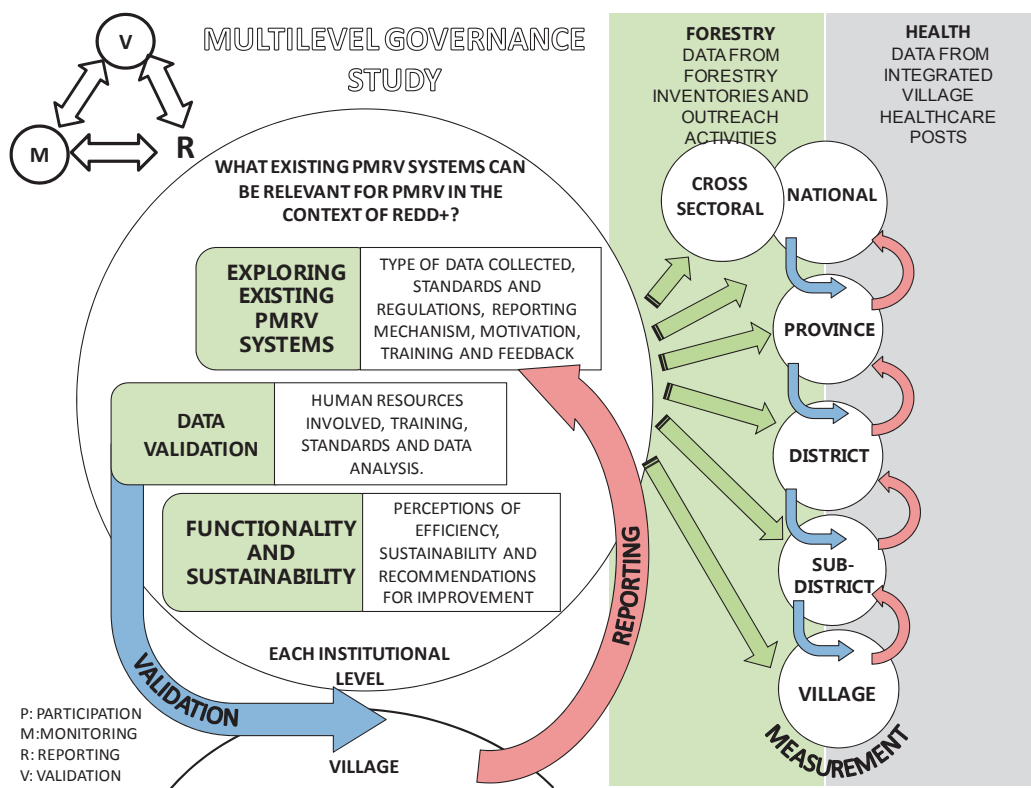 V
M
R
MULTILEVEL GOVERNANCE
STUDY
WHAT EXISTING PMRV SYSTEMS CAN
BE RELEVANT FOR PMRV IN THE
CONTEXT OF REDD+?
EXPLORING
EXISTING
PMRV
SYSTEMS
TYPE OF DATA COLLECTED,
STANDARDS AND
REGULATIONS, REPORTING
MECHANISM, MOTIVATION,
TRAINING AND FEEDBACK
DATA
VALIDATION
HUMAN RESOURCES
INVOLVED, TRAINING,
STANDARDS AND DATA
ANALYSIS.
FUNCTIONALITY
AND
SUSTAINABILITY
PERCEPTIONS OF
EFFICIENCY,
SUSTAINABILITY AND
RECOMMENDATIONS
FOR IMPROVEMENT
EACH INSTITUTIONAL
LEVEL
VALIDATION
REPORTING
VILLAGE
P: PARTICIPATION
M:MONITORING
R: REPORTING
V: VALIDATION
FORESTRY
DATA FROM
FORESTRY
INVENTORIES AND
OUTREACH
ACTIVITIES
HEALTH
DATA FROM
INTEGRATED
VILLAGE
HEALTHCARE
POSTS
CROSS
SECTORAL
NATIONAL
PROVINCE
DISTRICT
SUB-
DISTRICT
VILLAGE
MEASUREMENT